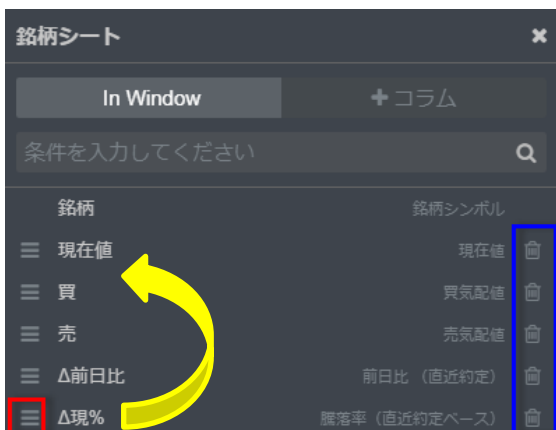 銘柄シート
In Window
コラム
条件を入力してください
銘柄 銘柄シンボル
現在値 現在値
買 買気配値
売 売気配値
Δ前日比 前日比（直近約定）
Δ現% 騰落率（直近約定ベース）